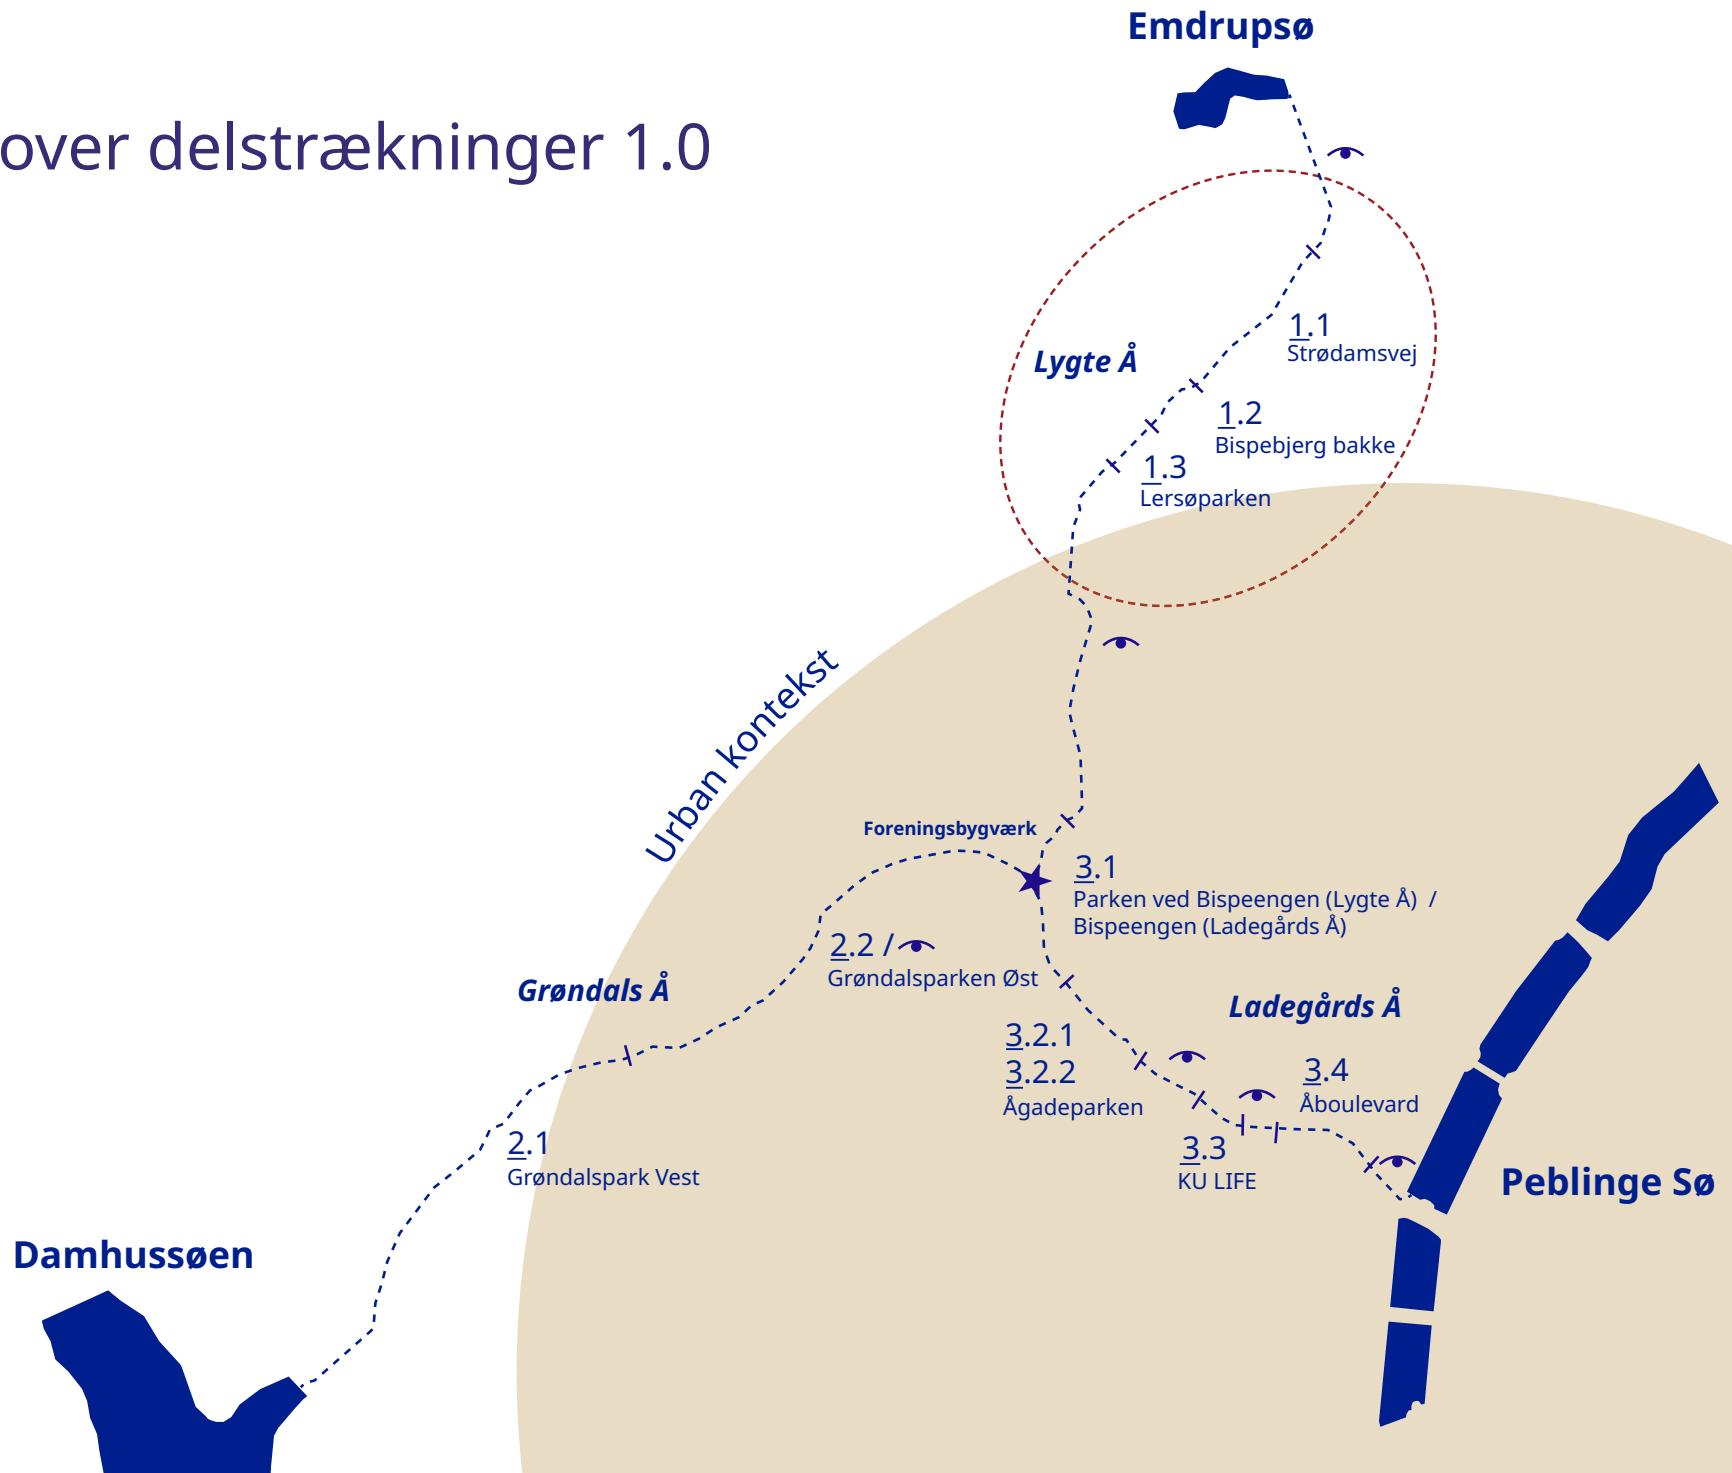 Emdrupsø
over delstrækninger 1.0
1.1
Strødamsvej
Lygte Å
1.2
Bispebjerg bakke
1.3
Lersøparken
Urban kontekst
Foreningsbygværk
3.1
Parken ved Bispeengen (Lygte Å) /
Bispeengen (Ladegårds Å)
2.2 /
Grøndalsparken Øst
Grøndals Å
Ladegårds Å
3.2.1
3.2.2
Ågadeparken
3.4
Åboulevard
3.3
KU LIFE
2.1
Grøndalspark Vest
Peblinge Sø
Damhussøen